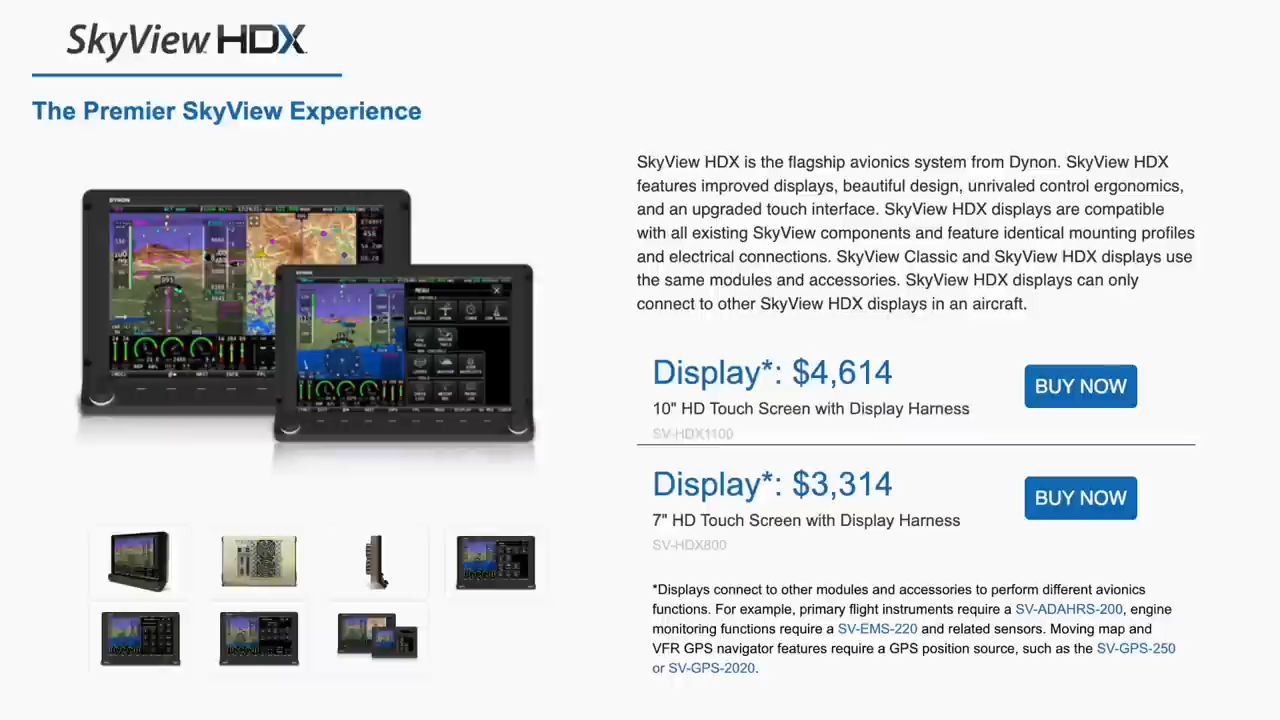 SkyView HDX
The Premier SkyView Experience
SkyView HDX is the flagship avionics system from Dynon. SkyView HDX
features improved displays, beautiful design, unrivaled control ergonomics,
and an upgraded touch interface. SkyView HDX displays are compatible
with all existing SkyView components and feature identical mounting profiles
and electrical connections. SkyView Classic and SkyView HDX displays use
the same modules and accessories. SkyView HDX displays can only
connect to other SkyView HDX displays in an aircraft.
DYNON
DYNON
MENU
Display*: $4,614
BUY NOW
10" HD Touch Screen with Display Harness
SV-HDX1100
Display*: $3,314
BUY NOW
7" HD Touch Screen with Display Harness
SV-HDX800
*Displays connect to other modules and accessories to perform different avionics
functions. For example, primary flight instruments require a SV-ADAHRS-200, engine
monitoring functions require a SV-EMS-220 and related sensors. Moving map and
VFR GPS navigator features require a GPS position source, such as the SV-GPS-250
or SV-GPS-2020.